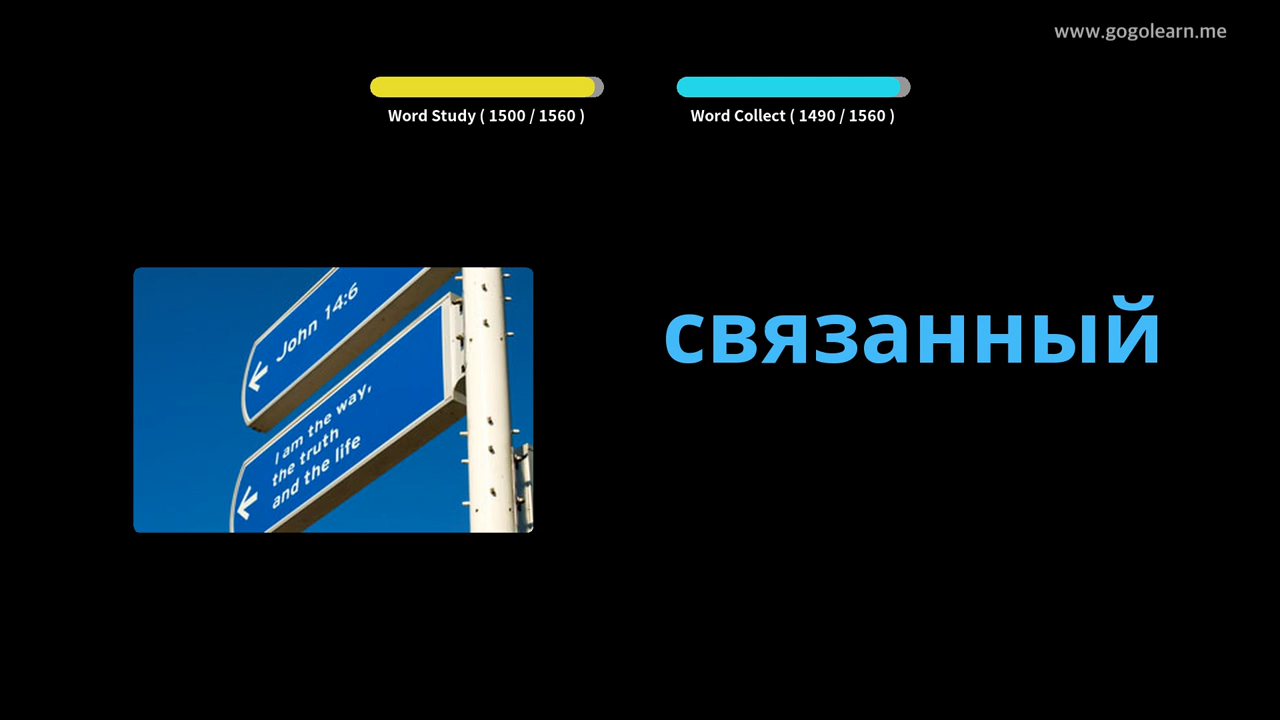 www.gogolearn.me
Word Study ( 1500 / 1560 )
Word Collect ( 1490 / 1560 )
John 14:6
I am the way,
the truth
and the life
связанный